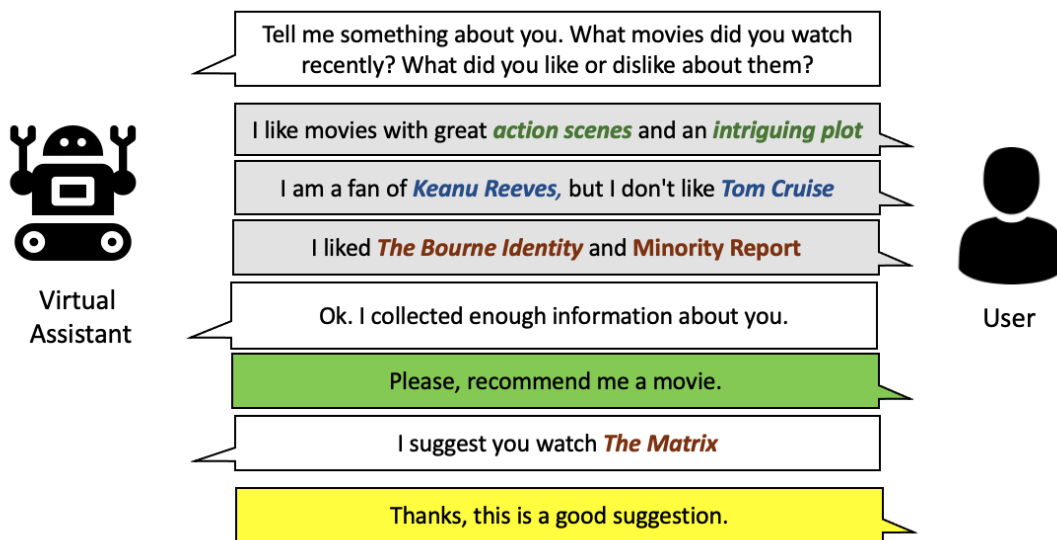 Tell me something about you. What movies did you watch
recently? What did you like or dislike about them?
I like movies with great action scenes and an intriguing plot
I am a fan of Keanu Reeves, but I don't like Tom Cruise
I liked The Bourne Identity and Minority Report
Virtual
Assistant
Ok. I collected enough information about you.
User
Please, recommend me a movie.
I suggest you watch The Matrix
Thanks, this is a good suggestion.